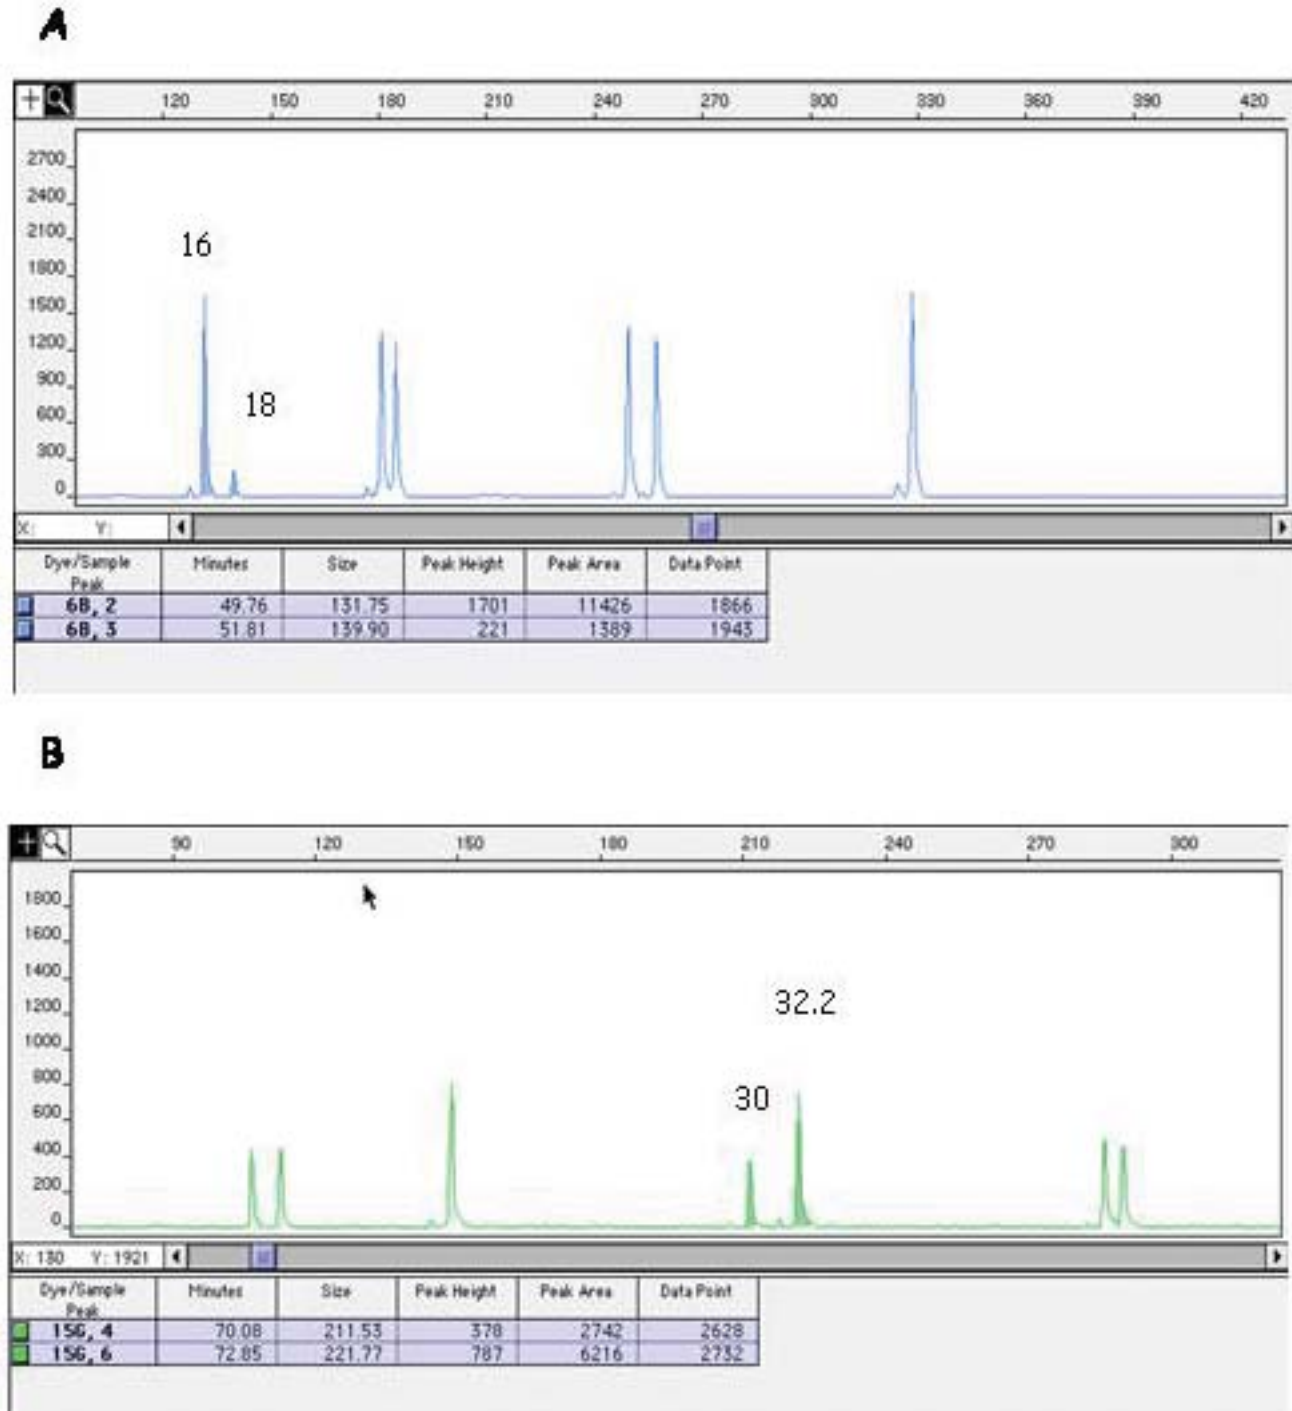 A
120 150 180 210 240 270 300 330 360 390 420
2700
2400
2100
1800
1500
1200
900
600
300
0
16
18
X: Y:
Dye/Sample Peak Minutes Size Peak Height Peak Area Data Point
6B, 2 49.76 131.75 1701 11426 1866
6B, 3 51.81 139.90 221 1389 1943
B
90 120 150 180 210 240 270 300
1800
1600
1400
1200
1000
800
600
400
200
0
32.2
30
X: 130 Y: 1921
Dye/Sample Peak Minutes Size Peak Height Peak Area Data Point
15G, 4 70.08 211.53 378 2742 2628
15G, 6 72.85 221.77 787 6216 2732